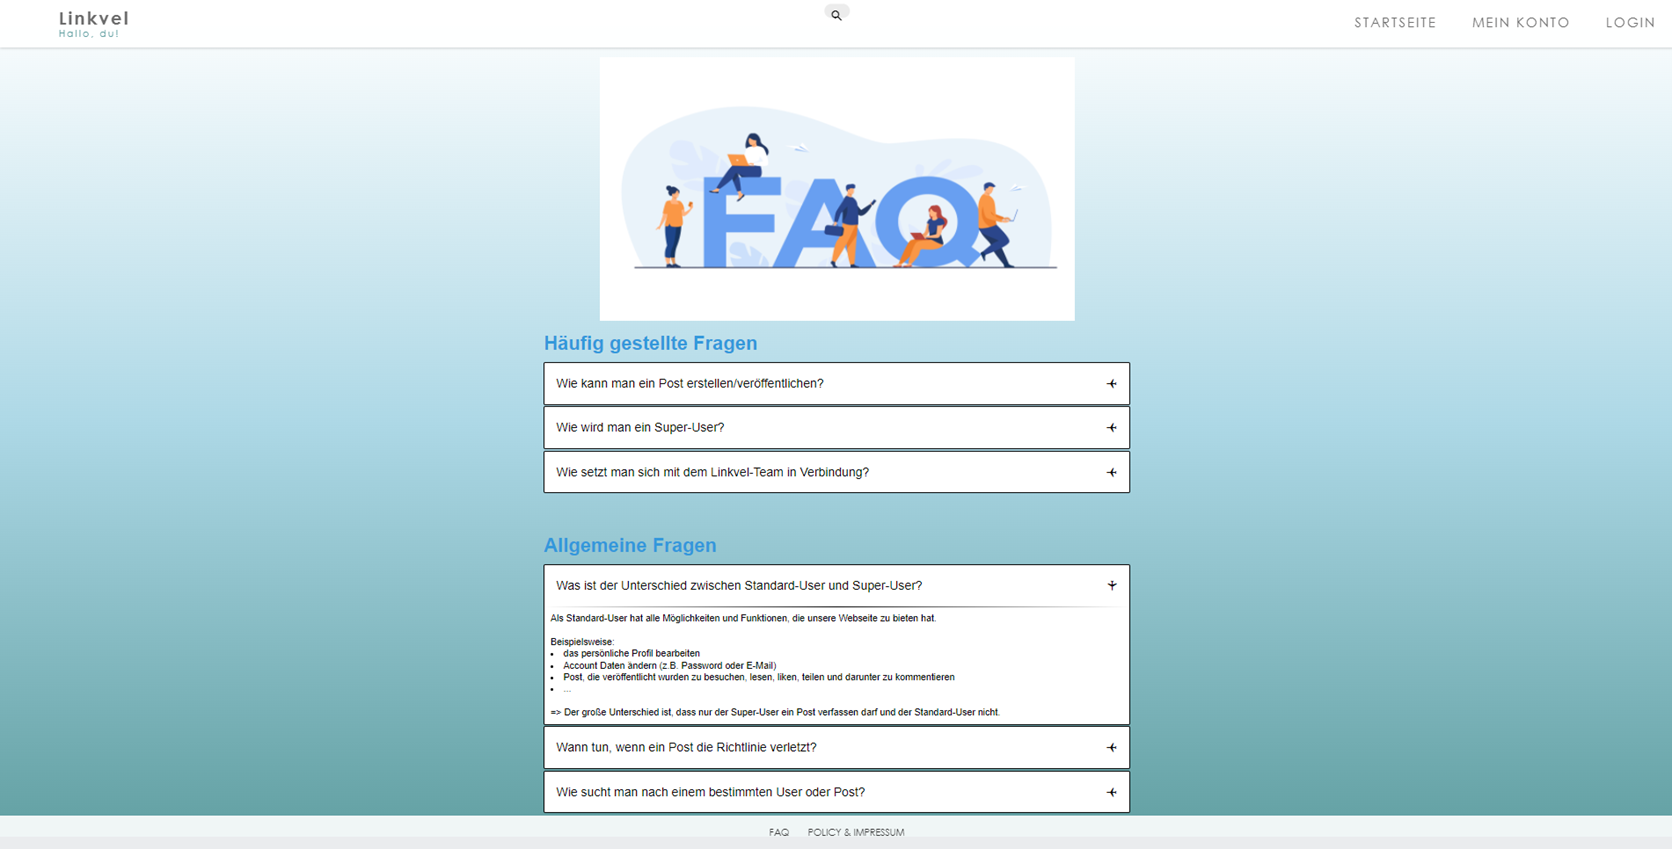 Linkvel
Hallo, du!
STARTSEITE MEIN KONTO LOGIN
FAQ
Häufig gestellte Fragen
Wie kann man ein Post erstellen/veröffentlichen?
Wie wird man ein Super-User?
Wie setzt man sich mit dem Linkvel-Team in Verbindung?
Allgemeine Fragen
Was ist der Unterschied zwischen Standard-User und Super-User?
Als Standard-User hat alle Möglichkeiten und Funktionen, die unsere Webseite zu bieten hat.
Beispielsweise:
• das persönliche Profil bearbeiten
• Account Daten ändern (z.B. Password oder E-Mail)
• Post, die veröffentlicht wurden zu besuchen, lesen, liken, teilen und darunter zu kommentieren
• ...
=> Der große Unterschied ist, dass nur der Super-User ein Post verfassen darf und der Standard-User nicht.
Wann tun, wenn ein Post die Richtlinie verletzt?
Wie sucht man nach einem bestimmten User oder Post?
FAQ POLICY & IMPRESSUM